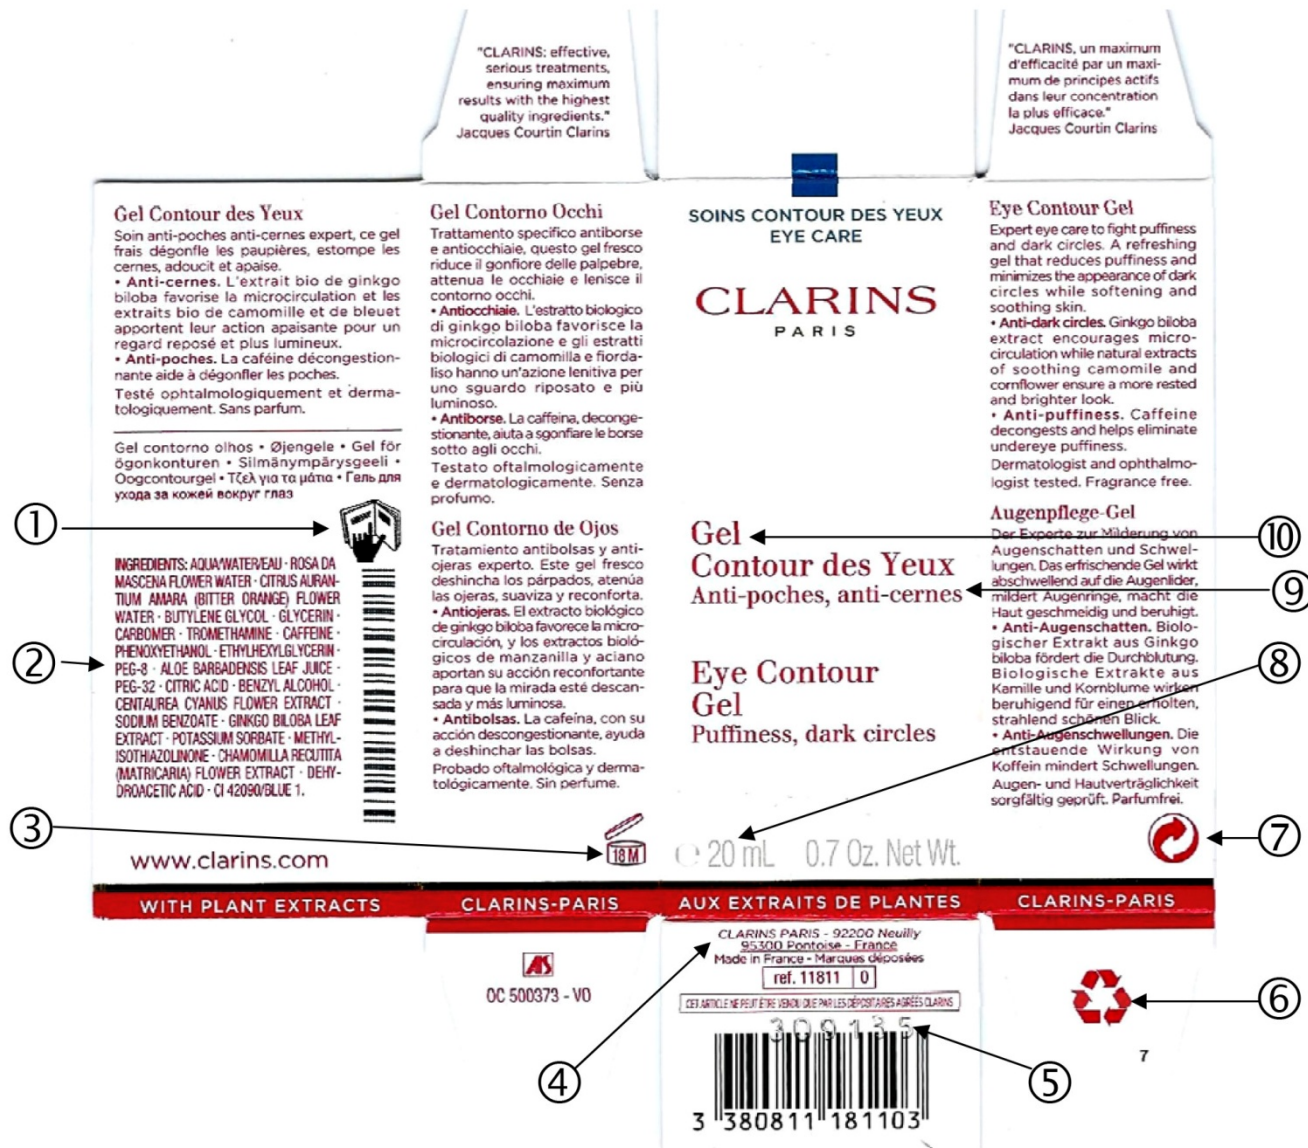 "CLARINS: effective,
serious treatments,
ensuring maximum
results with the highest
quality ingredients."
Jacques Courtin Clarins
"CLARINS, un maximum
d'efficacité par un maxi-
mum de principes actifs
dans leur concentration
la plus efficace."
Jacques Courtin Clarins
Gel Contour des Yeux
Soin anti-poches anti-cernes expert, ce gel
frais dégonfle les paupières, estompe les
cernes, adoucit et apaise.
• Anti-cernes. L'extrait bio de ginkgo
biloba favorise la microcirculation et les
extraits bio de camomille et de bleuet
apportent leur action apaisante pour un
regard reposé et plus lumineux.
• Anti-poches. La caféine décongestion-
nante aide à dégonfler les poches.
Testé ophtalmologiquement et derma-
tologiquement. Sans parfum.
Gel contorno olhos • Øjengele • Gel för
ögonkonturen • Silmänympärysgeeli •
Oogcontourgel • Τζελ για τα μάτια • Гель для
ухода за кожей вокруг глаз
①
②
INGREDIENTS: AQUA/WATER/EAU · ROSA DA
MASCENA FLOWER WATER · CITRUS AURAN-
TIUM AMARA (BITTER ORANGE) FLOWER
WATER · BUTYLENE GLYCOL · GLYCERIN ·
CARBOMER · TROMETHAMINE · CAFFEINE ·
PHENOXYETHANOL · ETHYLHEXYLGLYCERIN ·
PEG-8 · ALOE BARBADENSIS LEAF JUICE ·
PEG-32 · CITRIC ACID · BENZYL ALCOHOL ·
CENTAUREA CYANUS FLOWER EXTRACT ·
SODIUM BENZOATE · GINKGO BILOBA LEAF
EXTRACT · POTASSIUM SORBATE · METHYL-
ISOTHIAZOLINONE · CHAMOMILLA RECUTITA
(MATRICARIA) FLOWER EXTRACT · DEHY-
DROACETIC ACID · CI 42090/BLUE 1.
③
www.clarins.com
WITH PLANT EXTRACTS
Gel Contorno Occhi
Trattamento specifico antiborse
e antiocchiaie, questo gel fresco
riduce il gonfiore delle palpebre,
attenua le occhiaie e lenisce il
contorno occhi.
• Antiocchiaie. L'estratto biologico
di ginkgo biloba favorisce la
microcircolazione e gli estratti
biologici di camomilla e fiorda-
liso hanno un'azione lenitiva per
uno sguardo riposato e più
luminoso.
• Antiborse. La caffeina, deconge-
stionante, aiuta a sgonfiare le borse
sotto agli occhi.
Testato oftalmologicamente
e dermatologicamente. Senza
profumo.
Gel Contorno de Ojos
Tratamiento antibolsas y anti-
ojeras experto. Este gel fresco
deshincha los párpados, atenúa
las ojeras, suaviza y reconforta.
• Antiojeras. El extracto biológico
de ginkgo biloba favorece la micro-
circulación, y los extractos bioló-
gicos de manzanilla y aciano
aportan su acción reconfortante
para que la mirada esté descan-
sada y más luminosa.
• Antibolsas. La cafeína, con su
acción descongestionante, ayuda
a deshinchar las bolsas.
Probado oftalmológica y derma-
tológicamente. Sin perfume.
18 M
CLARINS-PARIS
OC 500373 - VO
SOINS CONTOUR DES YEUX
EYE CARE
CLARINS
PARIS
Gel
Contour des Yeux
Anti-poches, anti-cernes
Eye Contour
Gel
Puffiness, dark circles
℮ 20 mL 0.7 Oz. Net Wt.
AUX EXTRAITS DE PLANTES
④
CLARINS PARIS - 92200 Neuilly
95300 Pontoise - France
Made in France - Marques déposées
ref. 11811 0
CET ARTICLE NE PEUT ÊTRE VENDU QUE PAR LES DÉPOSITAIRES AGRÉÉS CLARINS
309135
⑤
3 380811 181103
Eye Contour Gel
Expert eye care to fight puffiness
and dark circles. A refreshing
gel that reduces puffiness and
minimizes the appearance of dark
circles while softening and
soothing skin.
• Anti-dark circles. Ginkgo biloba
extract encourages micro-
circulation while natural extracts
of soothing camomile and
cornflower ensure a more rested
and brighter look.
• Anti-puffiness. Caffeine
decongests and helps eliminate
undereye puffiness.
Dermatologist and ophthalmo-
logist tested. Fragrance free.
Augenpflege-Gel
Der Experte zur Milderung von
Augenschatten und Schwel-
lungen. Das erfrischende Gel wirkt
abschwellend auf die Augenlider,
mildert Augenringe, macht die
Haut geschmeidig und beruhigt.
• Anti-Augenschatten. Biolo-
gischer Extrakt aus Ginkgo
biloba fördert die Durchblutung.
Biologische Extrakte aus
Kamille und Kornblume wirken
beruhigend für einen erholten,
strahlend schönen Blick.
• Anti-Augenschwellungen. Die
entstauende Wirkung von
Koffein mindert Schwellungen.
Augen- und Hautverträglichkeit
sorgfältig geprüft. Parfumfrei.
CLARINS-PARIS
7
⑩
⑨
⑧
⑦
⑥